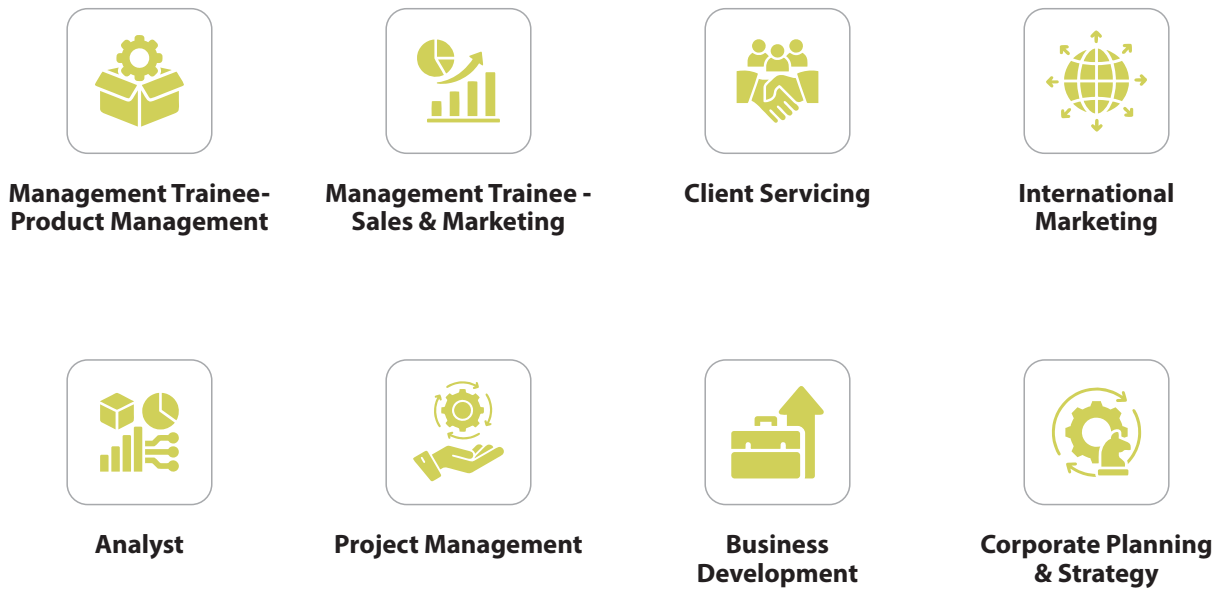 Management Trainee-
Product Management
Management Trainee -
Sales & Marketing
Client Servicing
International
Marketing
Analyst
Project Management
Business
Development
Corporate Planning
& Strategy